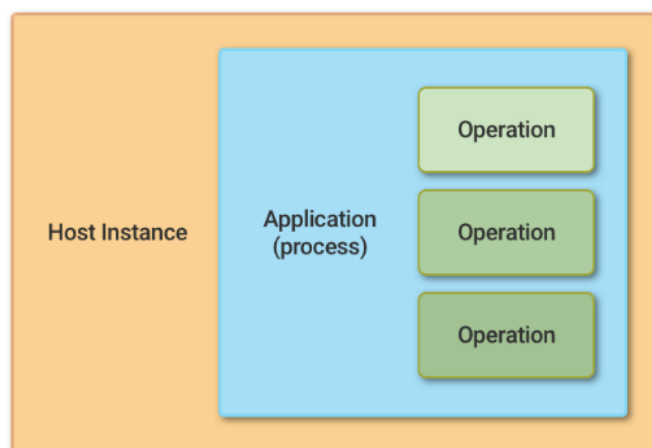 Host Instance
Application
(process)
Operation
Operation
Operation